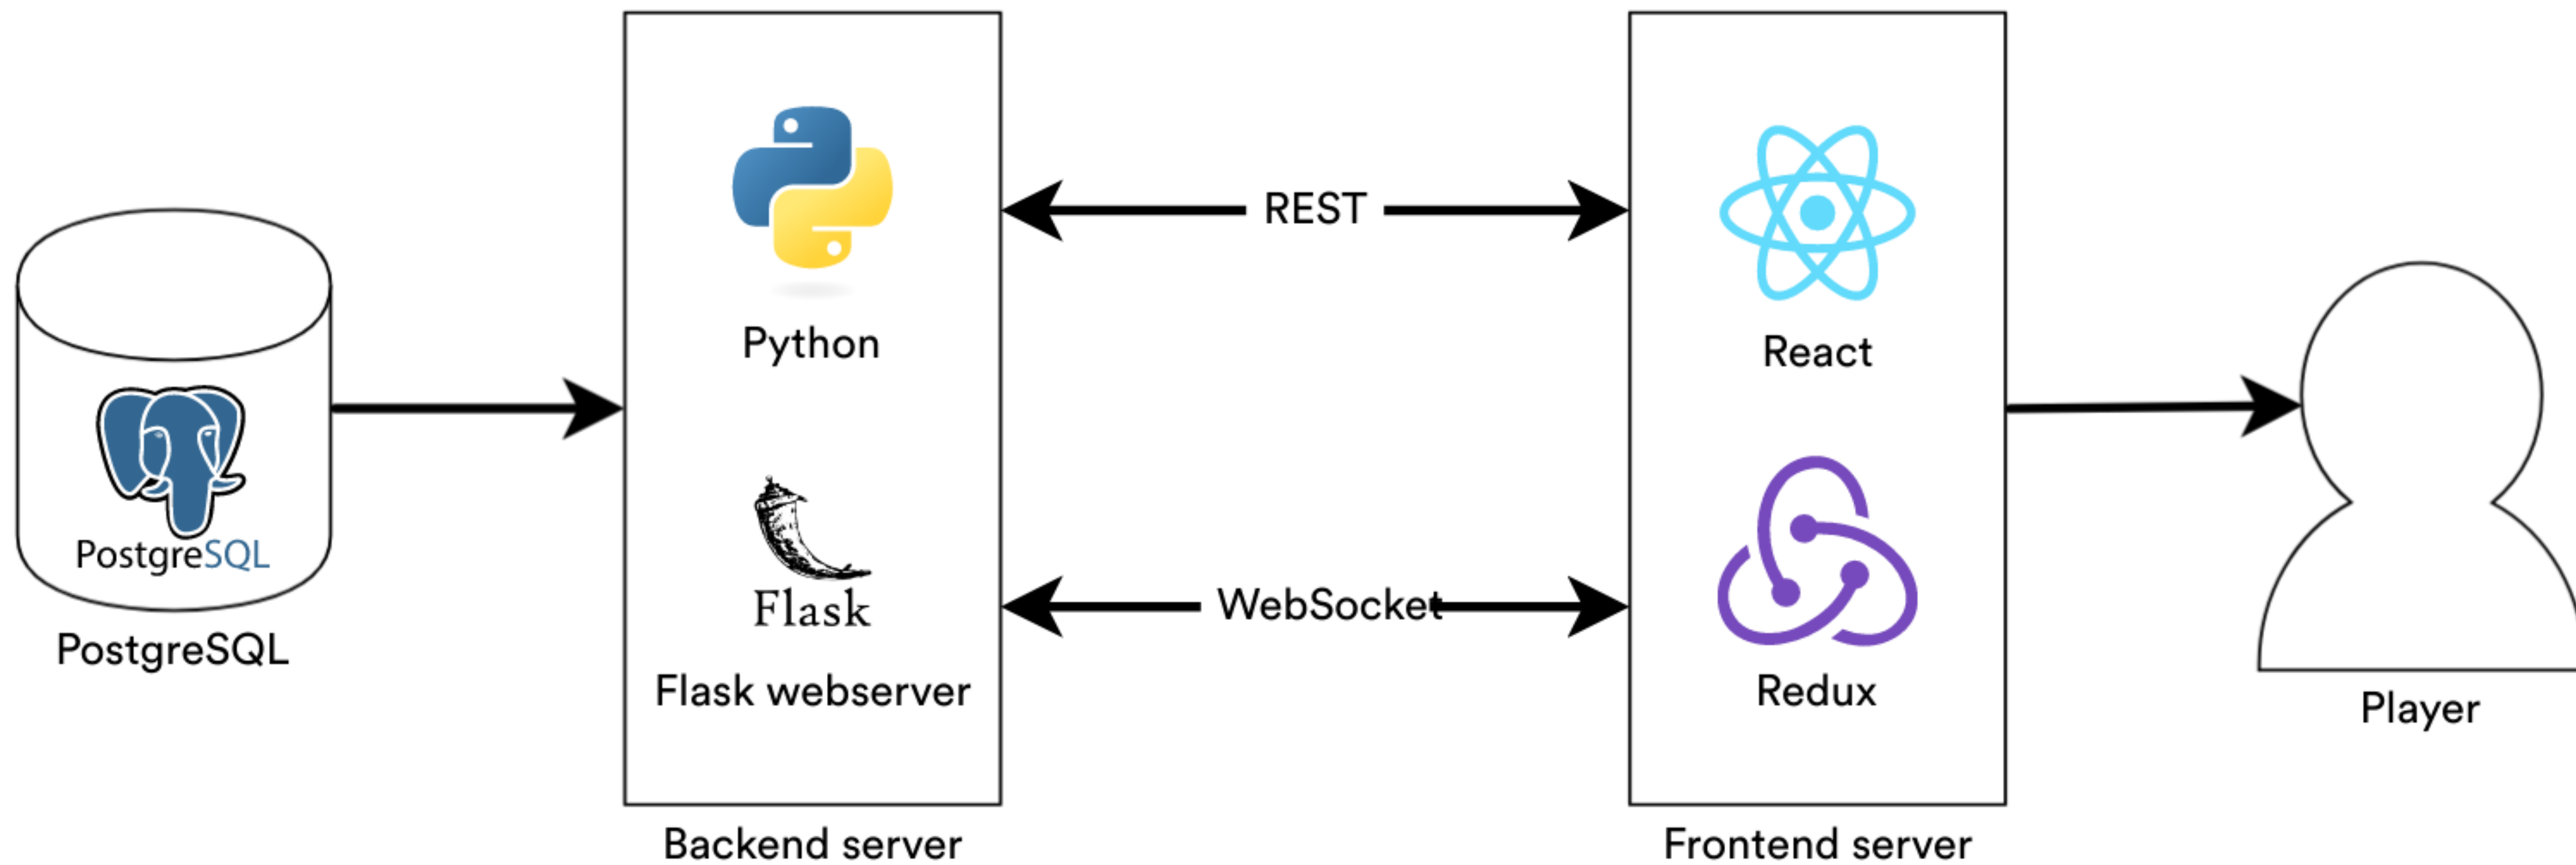 PostgreSQL
PostgreSQL
Python
Flask
Flask webserver
Backend server
REST
WebSocket
React
Redux
Frontend server
Player